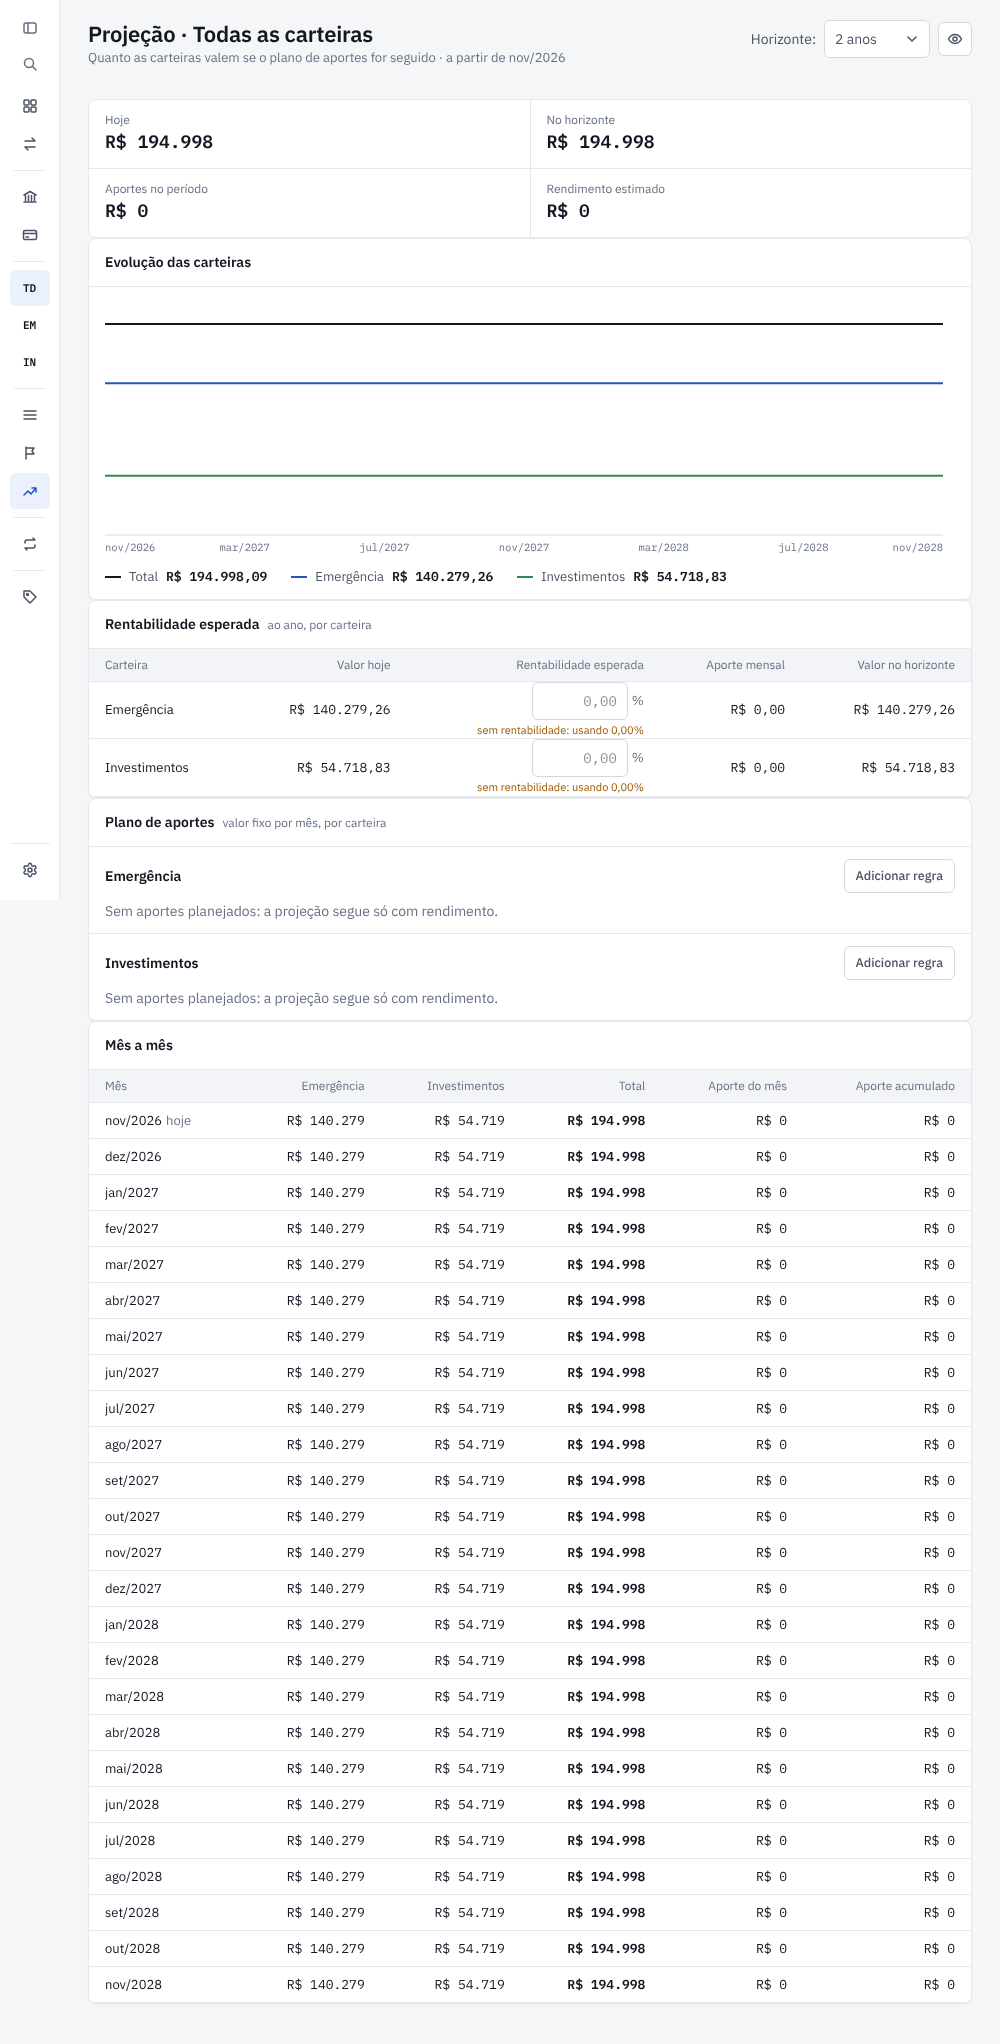 Projeção · Todas as carteiras
Quanto as carteiras valem se o plano de aportes for seguido · a partir de nov/2026
Horizonte: 2 anos
Hoje
R$ 194.998
No horizonte
R$ 194.998
Aportes no período
R$ 0
Rendimento estimado
R$ 0
TD
EM
IN
Evolução das carteiras
nov/2026 mar/2027 jul/2027 nov/2027 mar/2028 jul/2028 nov/2028
Total R$ 194.998,09 Emergência R$ 140.279,26 Investimentos R$ 54.718,83
Rentabilidade esperada ao ano, por carteira
Carteira Valor hoje Rentabilidade esperada Aporte mensal Valor no horizonte
Emergência R$ 140.279,26 0,00 % R$ 0,00 R$ 140.279,26
sem rentabilidade: usando 0,00%
Investimentos R$ 54.718,83 0,00 % R$ 0,00 R$ 54.718,83
sem rentabilidade: usando 0,00%
Plano de aportes valor fixo por mês, por carteira
Emergência Adicionar regra
Sem aportes planejados: a projeção segue só com rendimento.
Investimentos Adicionar regra
Sem aportes planejados: a projeção segue só com rendimento.
Mês a mês
Mês Emergência Investimentos Total Aporte do mês Aporte acumulado
nov/2026 hoje R$ 140.279 R$ 54.719 R$ 194.998 R$ 0 R$ 0
dez/2026 R$ 140.279 R$ 54.719 R$ 194.998 R$ 0 R$ 0
jan/2027 R$ 140.279 R$ 54.719 R$ 194.998 R$ 0 R$ 0
fev/2027 R$ 140.279 R$ 54.719 R$ 194.998 R$ 0 R$ 0
mar/2027 R$ 140.279 R$ 54.719 R$ 194.998 R$ 0 R$ 0
abr/2027 R$ 140.279 R$ 54.719 R$ 194.998 R$ 0 R$ 0
mai/2027 R$ 140.279 R$ 54.719 R$ 194.998 R$ 0 R$ 0
jun/2027 R$ 140.279 R$ 54.719 R$ 194.998 R$ 0 R$ 0
jul/2027 R$ 140.279 R$ 54.719 R$ 194.998 R$ 0 R$ 0
ago/2027 R$ 140.279 R$ 54.719 R$ 194.998 R$ 0 R$ 0
set/2027 R$ 140.279 R$ 54.719 R$ 194.998 R$ 0 R$ 0
out/2027 R$ 140.279 R$ 54.719 R$ 194.998 R$ 0 R$ 0
nov/2027 R$ 140.279 R$ 54.719 R$ 194.998 R$ 0 R$ 0
dez/2027 R$ 140.279 R$ 54.719 R$ 194.998 R$ 0 R$ 0
jan/2028 R$ 140.279 R$ 54.719 R$ 194.998 R$ 0 R$ 0
fev/2028 R$ 140.279 R$ 54.719 R$ 194.998 R$ 0 R$ 0
mar/2028 R$ 140.279 R$ 54.719 R$ 194.998 R$ 0 R$ 0
abr/2028 R$ 140.279 R$ 54.719 R$ 194.998 R$ 0 R$ 0
mai/2028 R$ 140.279 R$ 54.719 R$ 194.998 R$ 0 R$ 0
jun/2028 R$ 140.279 R$ 54.719 R$ 194.998 R$ 0 R$ 0
jul/2028 R$ 140.279 R$ 54.719 R$ 194.998 R$ 0 R$ 0
ago/2028 R$ 140.279 R$ 54.719 R$ 194.998 R$ 0 R$ 0
set/2028 R$ 140.279 R$ 54.719 R$ 194.998 R$ 0 R$ 0
out/2028 R$ 140.279 R$ 54.719 R$ 194.998 R$ 0 R$ 0
nov/2028 R$ 140.279 R$ 54.719 R$ 194.998 R$ 0 R$ 0